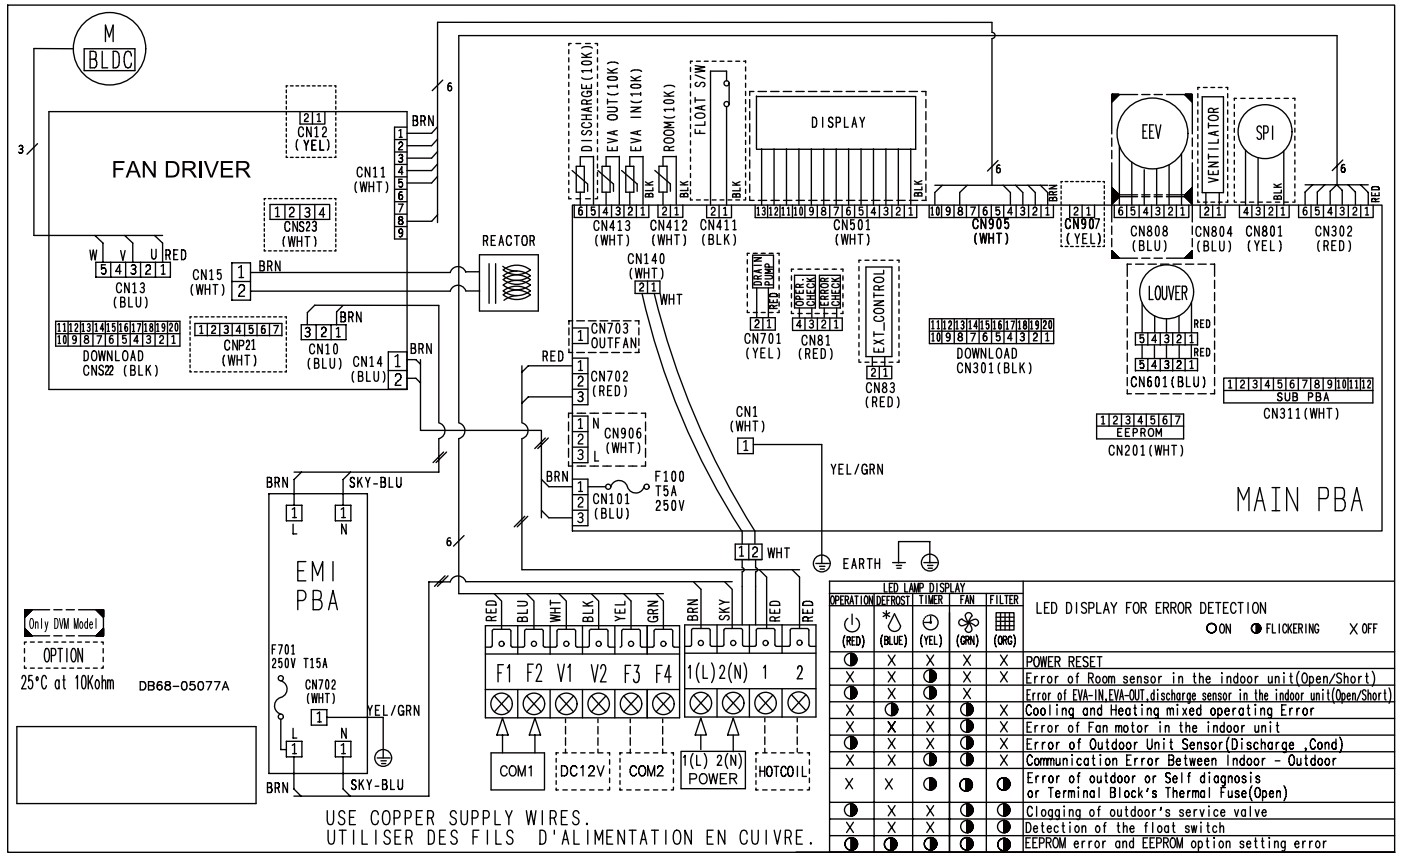 M
BLDC
3
FAN DRIVER
2 1
CN12
(YEL)
BRN
6
CN11
(WHT)
1
2
3
4
5
6
7
8
9
1 2 3 4
CNS23
(WHT)
W V U RED
5 4 3 2 1
CN13
(BLU)
CN15
(WHT)
1
2
BRN
REACTOR
11 12 13 14 15 16 17 18 19 20
10 9 8 7 6 5 4 3 2 1
DOWNLOAD
CNS22 (BLK)
1 2 3 4 5 6 7
CNP21
(WHT)
BRN
3 2 1
CN10
(BLU)
CN14
(BLU)
1
2
BRN
DISCHARGE(10K)
EVA OUT(10K)
EVA IN(10K)
ROOM(10K)
BLK
BLK
6 5 4 3 2 1
CN413
(WHT)
2 1
CN412
(WHT)
FLOAT S/W
BLK
2 1
CN411
(BLK)
DISPLAY
BLK
13 12 11 10 9 8 7 6 5 4 3 2 1
CN501
(WHT)
6
BRN
10 9 8 7 6 5 4 3 2 1
CN905
(WHT)
2 1
CN907
(YEL)
EEV
6 5 4 3 2 1
CN808
(BLU)
VENTILATOR
2 1
CN804
(BLU)
SPI
BLK
4 3 2 1
CN801
(YEL)
6
RED
6 5 4 3 2 1
CN302
(RED)
CN140
(WHT)
2 1
WHT
DRAIN PUMP
RED
2 1
CN701
(YEL)
OPER. CHECK
ERROR CHECK
4 3 2 1
CN81
(RED)
EXT_CONTROL
2 1
CN83
(RED)
11 12 13 14 15 16 17 18 19 20
10 9 8 7 6 5 4 3 2 1
DOWNLOAD
CN301(BLK)
LOUVER
RED
5 4 3 2 1
RED
5 4 3 2 1
CN601(BLU)
1 2 3 4 5 6 7 8 9 10 11 12
SUB PBA
CN311(WHT)
1 2 3 4 5 6 7
EEPROM
CN201(WHT)
MAIN PBA
1
CN703
OUTFAN
RED
1
2
3
CN702
(RED)
1 N
2
3 L
CN906
(WHT)
BRN
1
2
3
CN101
(BLU)
F100
T5A
250V
CN1
(WHT)
1
YEL/GRN
EARTH
1 2 WHT
BRN
SKY-BLU
1
L
1
N
EMI
PBA
F701
250V T15A
CN702
(WHT)
1
YEL/GRN
L
1
N
1
BRN
SKY-BLU
Only DVM Model
OPTION
25°C at 10Kohm
DB68-05077A
6
RED
BLU
WHT
BLK
YEL
GRN
F1 F2 V1 V2 F3 F4
COM1
DC12V
COM2
BRN
SKY
RED
RED
1(L) 2(N) 1 2
1(L) 2(N)
POWER
HOTCOIL
USE COPPER SUPPLY WIRES.
UTILISER DES FILS D'ALIMENTATION EN CUIVRE.
LED LAMP DISPLAY
OPERATION DEFROST TIMER FAN FILTER
(RED) (BLUE) (YEL) (GRN) (ORG)
LED DISPLAY FOR ERROR DETECTION
ON FLICKERING X OFF
X X X X POWER RESET
X X X X Error of Room sensor in the indoor unit(Open/Short)
X X Error of EVA-IN,EVA-OUT,discharge sensor in the indoor unit(Open/Short)
X X X Cooling and Heating mixed operating Error
X X X X Error of Fan motor in the indoor unit
X X X Error of Outdoor Unit Sensor(Discharge ,Cond)
X X X Communication Error Between Indoor - Outdoor
X X Error of outdoor or Self diagnosis
or Terminal Block's Thermal Fuse(Open)
X X Clogging of outdoor's service valve
X X X Detection of the float switch
EEPROM error and EEPROM option setting error